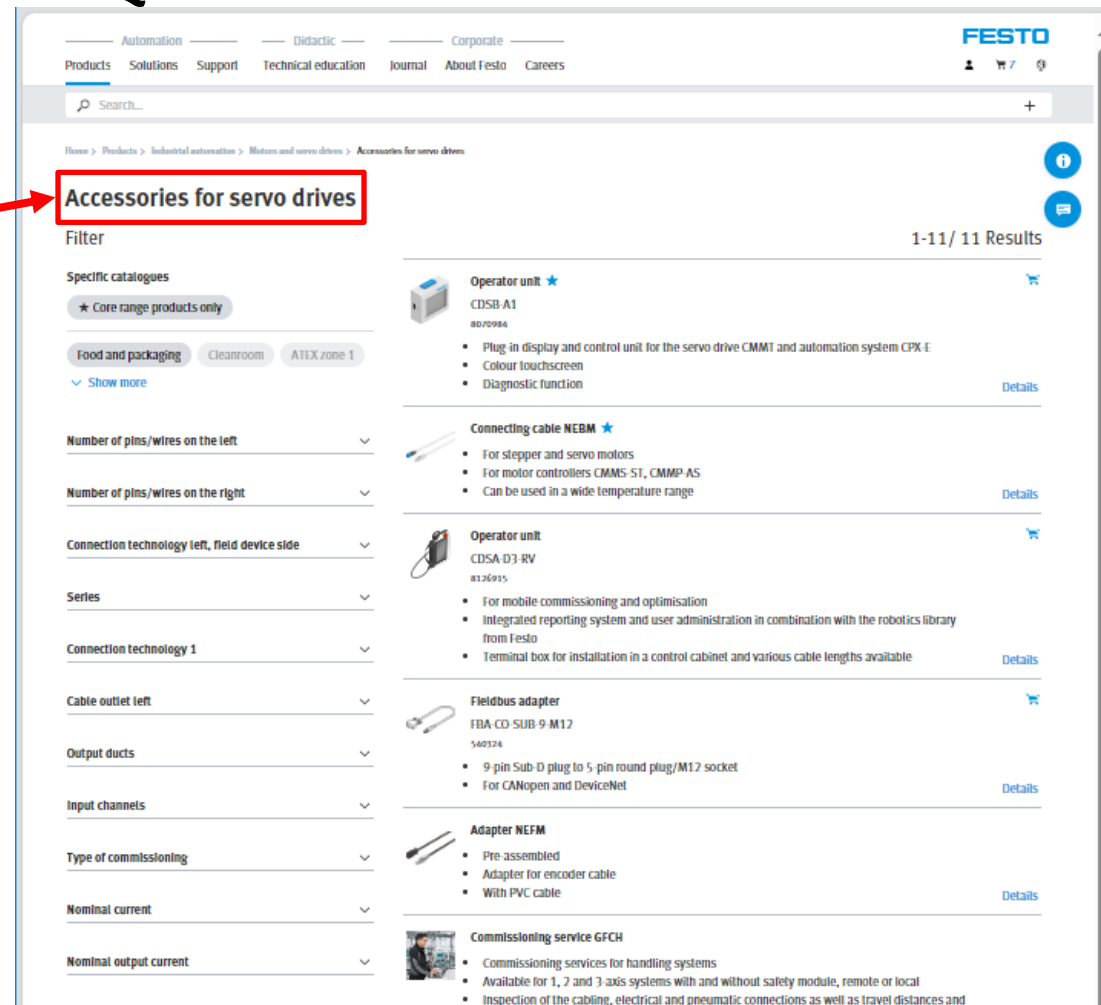 Automation Didactic Corporate
FESTO
Products Solutions Support Technical education Journal About Festo Careers
7
Search...
+
Home > Products > Industrial automation > Motors and servo drives > Accessories for servo drives
Accessories for servo drives
Filter
1-11/ 11 Results
Specific catalogues
★ Core range products only
Food and packaging Cleanroom ATEX zone 1
Show more
Number of pins/wires on the left
Number of pins/wires on the right
Connection technology left, field device side
Series
Connection technology 1
Cable outlet left
Output ducts
Input channels
Type of commissioning
Nominal current
Nominal output current
Operator unit ★
CDSB-A1
8070984
• Plug-in display and control unit for the servo drive CMMT and automation system CPX-E
• Colour touchscreen
• Diagnostic function
Details
Connecting cable NEBM ★
• For stepper and servo motors
• For motor controllers CMMS-ST, CMMP-AS
• Can be used in a wide temperature range
Details
Operator unit
CDSA-D3-RV
8126915
• For mobile commissioning and optimisation
• Integrated reporting system and user administration in combination with the robotics library
from Festo
• Terminal box for installation in a control cabinet and various cable lengths available
Details
Fieldbus adapter
FBA-CO-SUB-9-M12
540324
• 9-pin Sub-D plug to 5-pin round plug/M12 socket
• For CANopen and DeviceNet
Details
Adapter NEFM
• Pre-assembled
• Adapter for encoder cable
• With PVC cable
Details
Commissioning service GFCH
• Commissioning services for handling systems
• Available for 1, 2 and 3-axis systems with and without safety module, remote or local
• Inspection of the cabling, electrical and pneumatic connections as well as travel distances and